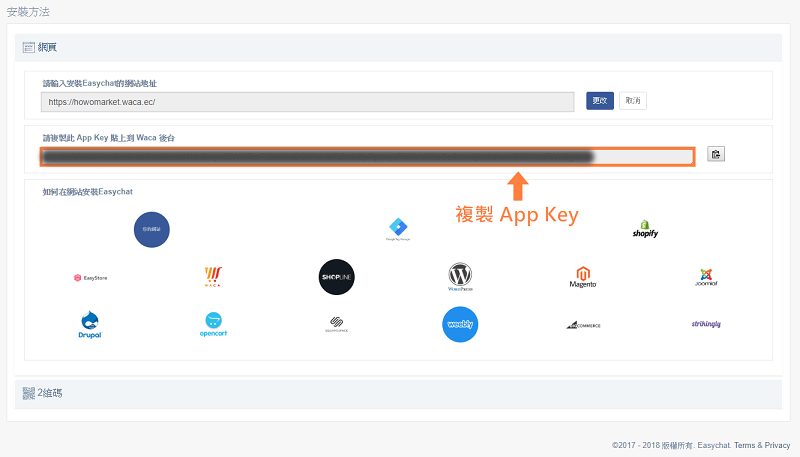 安裝方法
網頁
請輸入安裝Easychat的網站地址
https://howomarket.waca.ec/
更改
取消
請複製此 App Key 貼上到 Waca 後台
複製 App Key
如何在網站安裝Easychat
你的網站
Google Tag Manager
shopify
EasyStore
WACA
SHOPLINE
WORDPRESS
Magento
Joomla!
Drupal
opencart
SQUARESPACE
weebly
COMMERCE
strikingly
2維碼
©2017 - 2018 版權所有. Easychat. Terms & Privacy